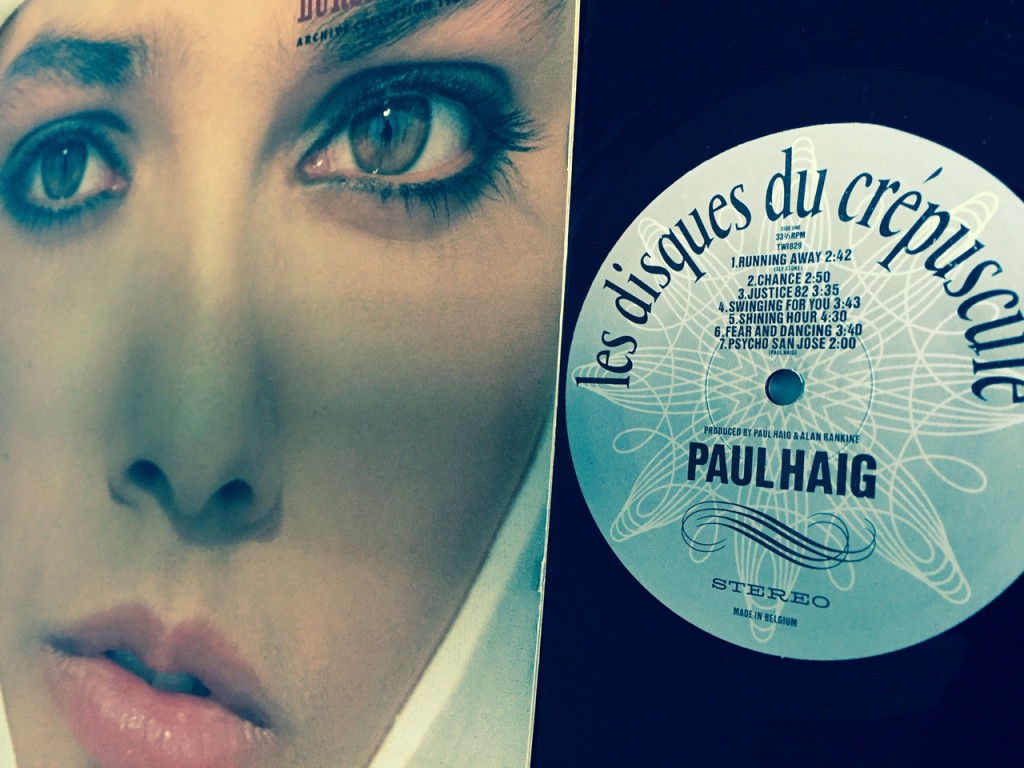 ARCHIVE COLLECTION
les disques du crépuscule
SIDE ONE
33⅓ RPM
TWI829
1.RUNNING AWAY 2:42
(SLY STONE)
2.CHANCE 2:50
3.JUSTICE 82 3:35
4.SWINGING FOR YOU 3:43
5.SHINING HOUR 4:30
6.FEAR AND DANCING 3:40
7.PSYCHO SAN JOSE 2:00
(PAUL HAIG)
PRODUCED BY PAUL HAIG & ALAN RANKINE
PAUL HAIG
STEREO
MADE IN BELGIUM